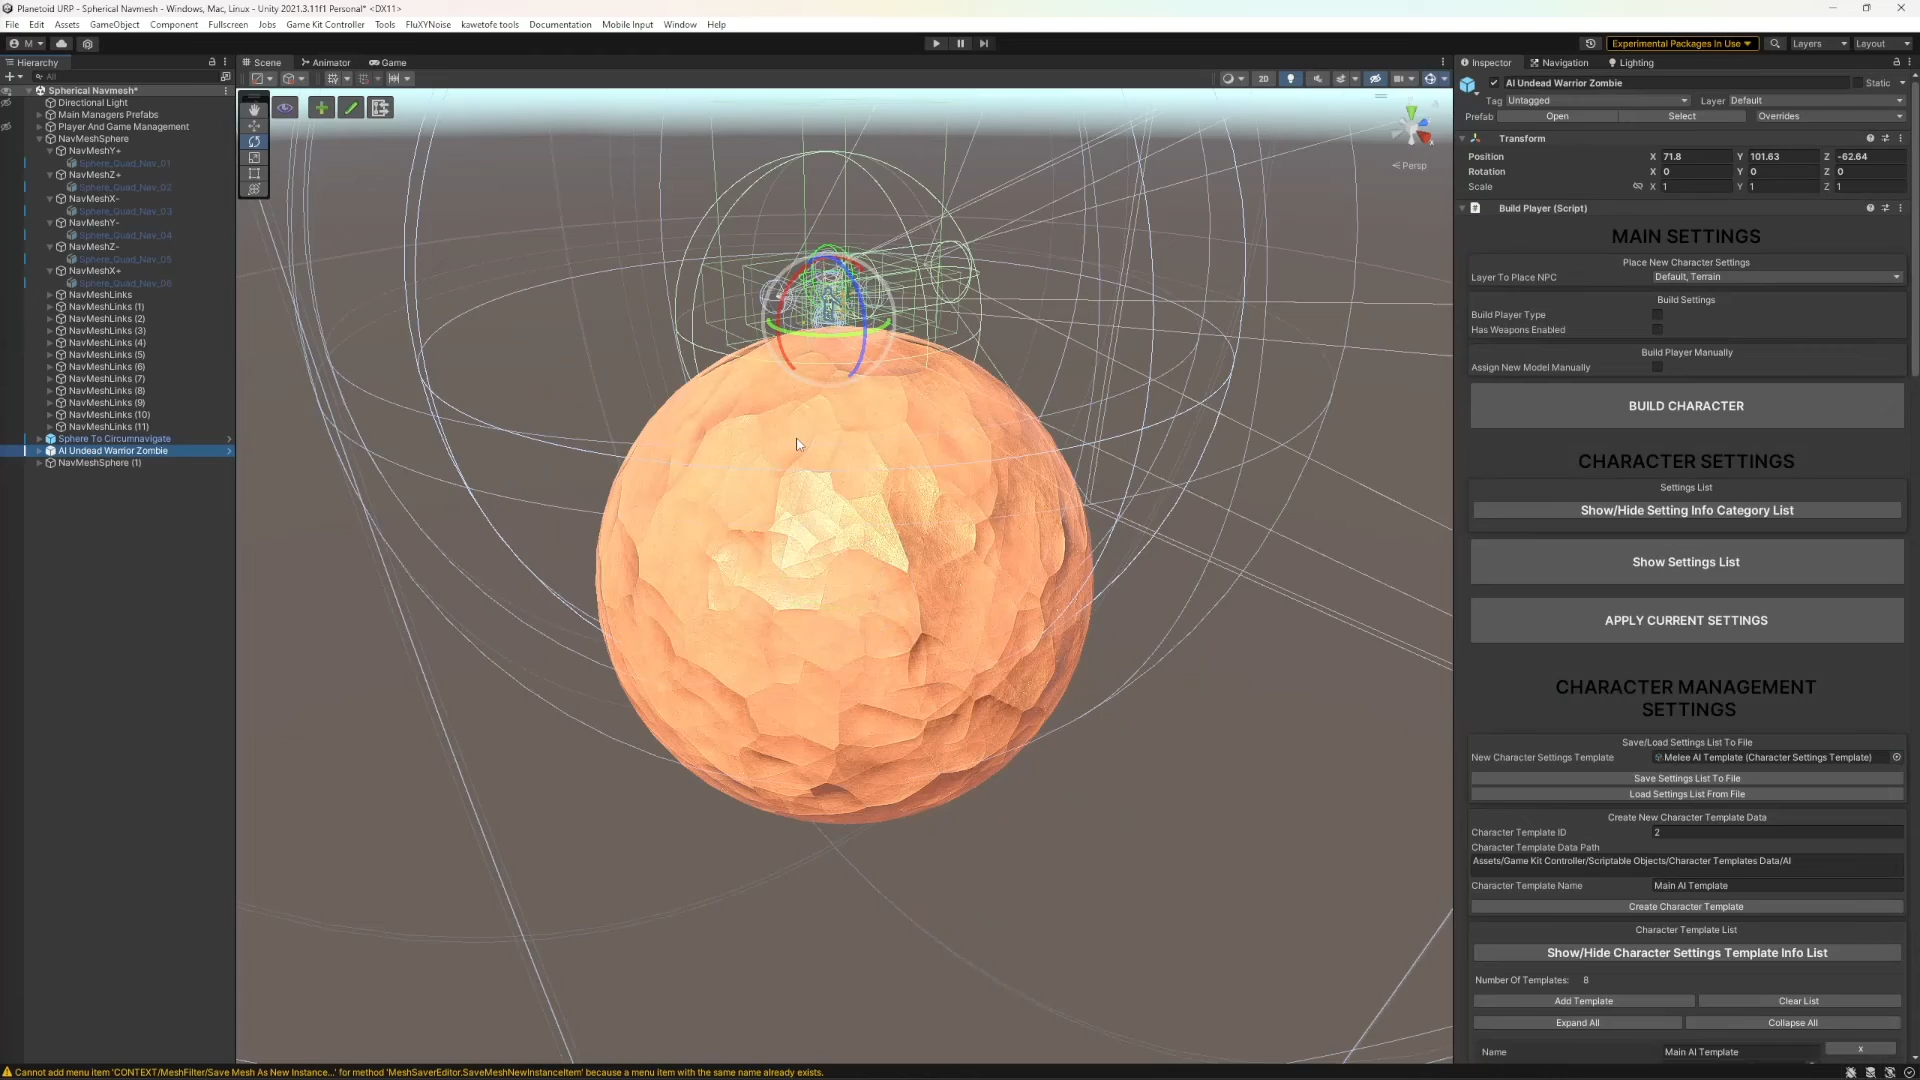 Planetoid URP - Spherical Navmesh - Windows, Mac, Linux - Unity 2021.3.11f1 Personal* <DX11>
File Edit Assets GameObject Component Fullscreen Jobs Game Kit Controller Tools FluXYNoise kawetofe tools Documentation Mobile Input Window Help
M
Experimental Packages In Use
Layers
Layout
Hierarchy
Scene
Animator
Game
Inspector
Navigation
Lighting
All
2D
Spherical Navmesh*
Directional Light
Main Managers Prefabs
Player And Game Management
NavMeshSphere
NavMeshY+
Sphere_Quad_Nav_01
NavMeshZ+
Sphere_Quad_Nav_02
NavMeshX-
Sphere_Quad_Nav_03
NavMeshY-
Sphere_Quad_Nav_04
NavMeshZ-
Sphere_Quad_Nav_05
NavMeshX+
Sphere_Quad_Nav_06
NavMeshLinks
NavMeshLinks (1)
NavMeshLinks (2)
NavMeshLinks (3)
NavMeshLinks (4)
NavMeshLinks (5)
NavMeshLinks (6)
NavMeshLinks (7)
NavMeshLinks (8)
NavMeshLinks (9)
NavMeshLinks (10)
NavMeshLinks (11)
Sphere To Circumnavigate
AI Undead Warrior Zombie
NavMeshSphere (1)
Persp
AI Undead Warrior Zombie
Static
Tag Untagged Layer Default
Prefab Open Select Overrides
Transform
Position X 71.8 Y 101.63 Z -62.64
Rotation X 0 Y 0 Z 0
Scale X 1 Y 1 Z 1
Build Player (Script)
MAIN SETTINGS
Place New Character Settings
Layer To Place NPC Default, Terrain
Build Settings
Build Player Type
Has Weapons Enabled
Build Player Manually
Assign New Model Manually
BUILD CHARACTER
CHARACTER SETTINGS
Settings List
Show/Hide Setting Info Category List
Show Settings List
APPLY CURRENT SETTINGS
CHARACTER MANAGEMENT
SETTINGS
Save/Load Settings List To File
New Character Settings Template Melee AI Template (Character Settings Template)
Save Settings List To File
Load Settings List From File
Create New Character Template Data
Character Template ID 2
Character Template Data Path
Assets/Game Kit Controller/Scriptable Objects/Character Templates Data/AI
Character Template Name Main AI Template
Create Character Template
Character Template List
Show/Hide Character Settings Template Info List
Number Of Templates: 8
Add Template Clear List
Expand All Collapse All
Name Main AI Template x
Cannot add menu item 'CONTEXT/MeshFilter/Save Mesh As New Instance...' for method 'MeshSaverEditor.SaveMeshNewInstanceItem' because a menu item with the same name already exists.